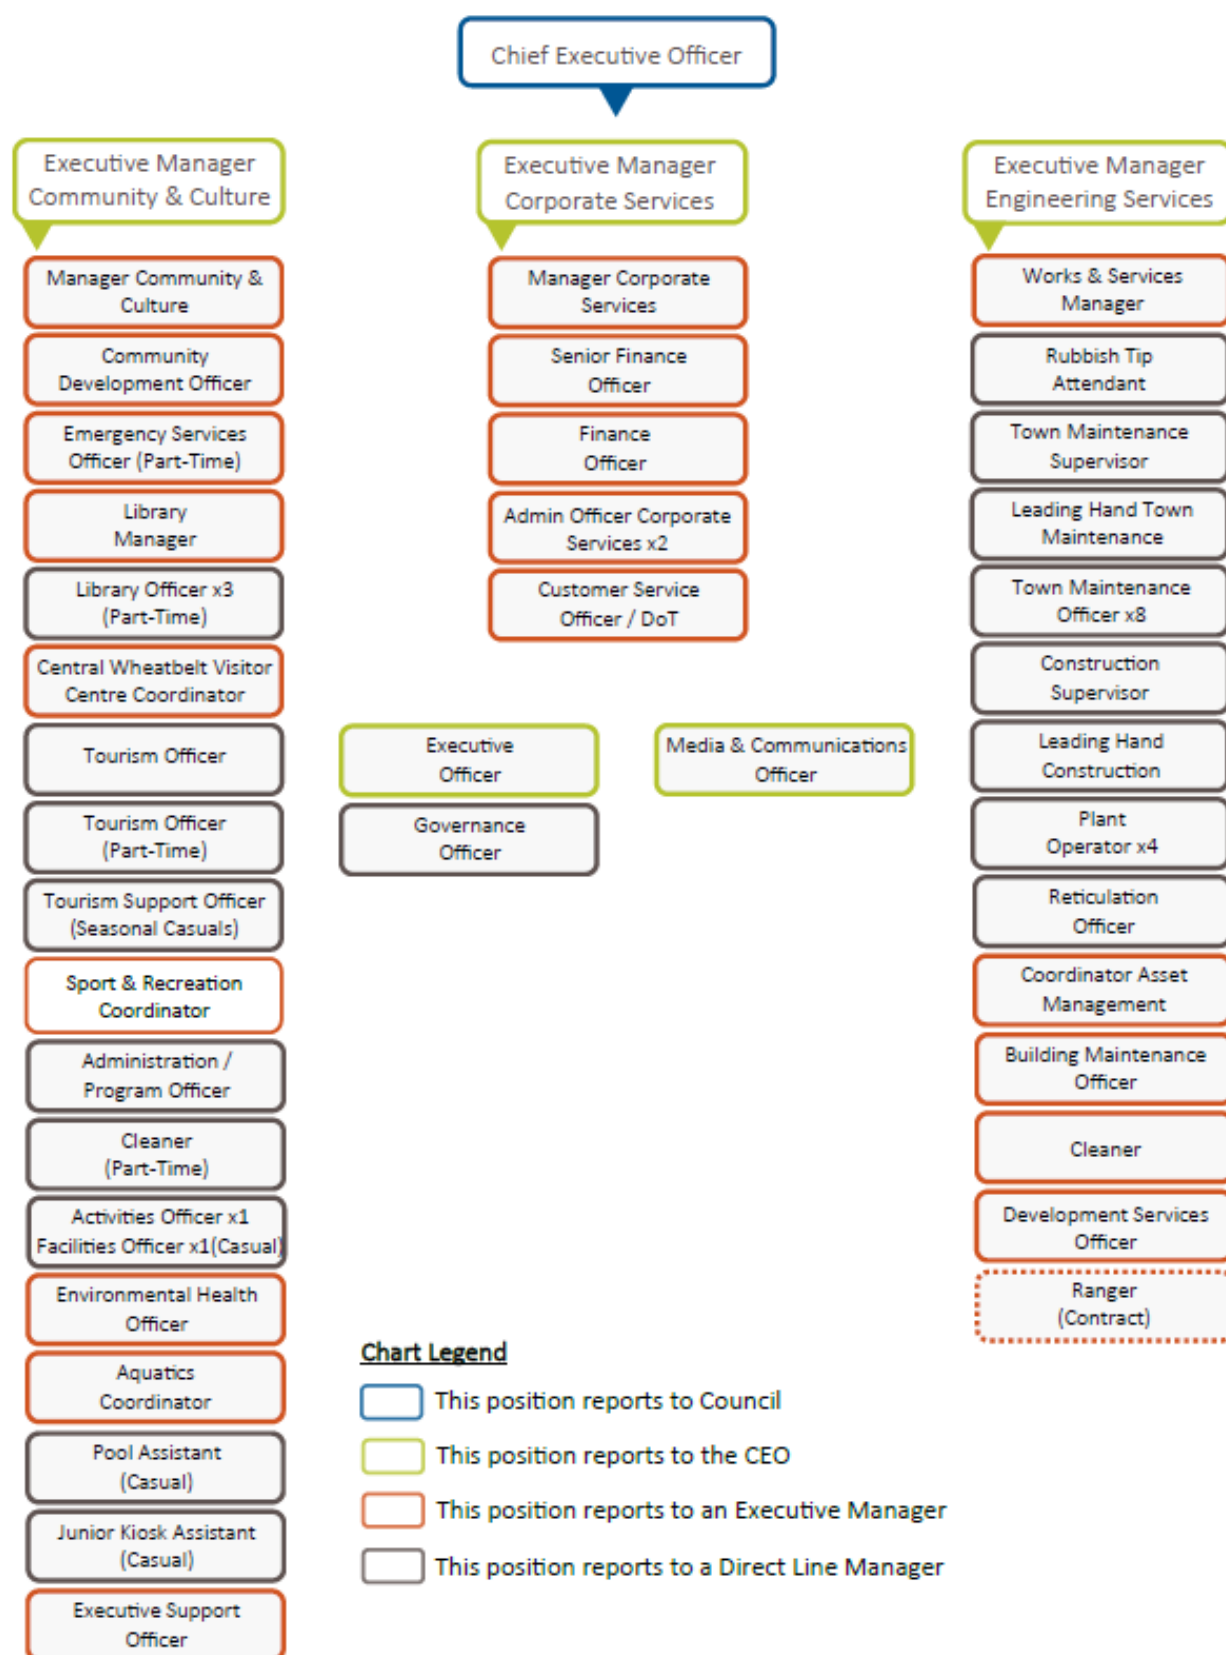 Chief Executive Officer
Executive Manager
Community & Culture
Manager Community &
Culture
Community
Development Officer
Emergency Services
Officer (Part-Time)
Library
Manager
Library Officer x3
(Part-Time)
Central Wheatbelt Visitor
Centre Coordinator
Tourism Officer
Tourism Officer
(Part-Time)
Tourism Support Officer
(Seasonal Casuals)
Sport & Recreation
Coordinator
Administration /
Program Officer
Cleaner
(Part-Time)
Activities Officer x1
Facilities Officer x1(Casual)
Environmental Health
Officer
Aquatics
Coordinator
Pool Assistant
(Casual)
Junior Kiosk Assistant
(Casual)
Executive Support
Officer
Executive Manager
Corporate Services
Manager Corporate
Services
Senior Finance
Officer
Finance
Officer
Admin Officer Corporate
Services x2
Customer Service
Officer / DoT
Executive
Officer
Governance
Officer
Media & Communications
Officer
Executive Manager
Engineering Services
Works & Services
Manager
Rubbish Tip
Attendant
Town Maintenance
Supervisor
Leading Hand Town
Maintenance
Town Maintenance
Officer x8
Construction
Supervisor
Leading Hand
Construction
Plant
Operator x4
Reticulation
Officer
Coordinator Asset
Management
Building Maintenance
Officer
Cleaner
Development Services
Officer
Ranger
(Contract)
Chart Legend
This position reports to Council
This position reports to the CEO
This position reports to an Executive Manager
This position reports to a Direct Line Manager